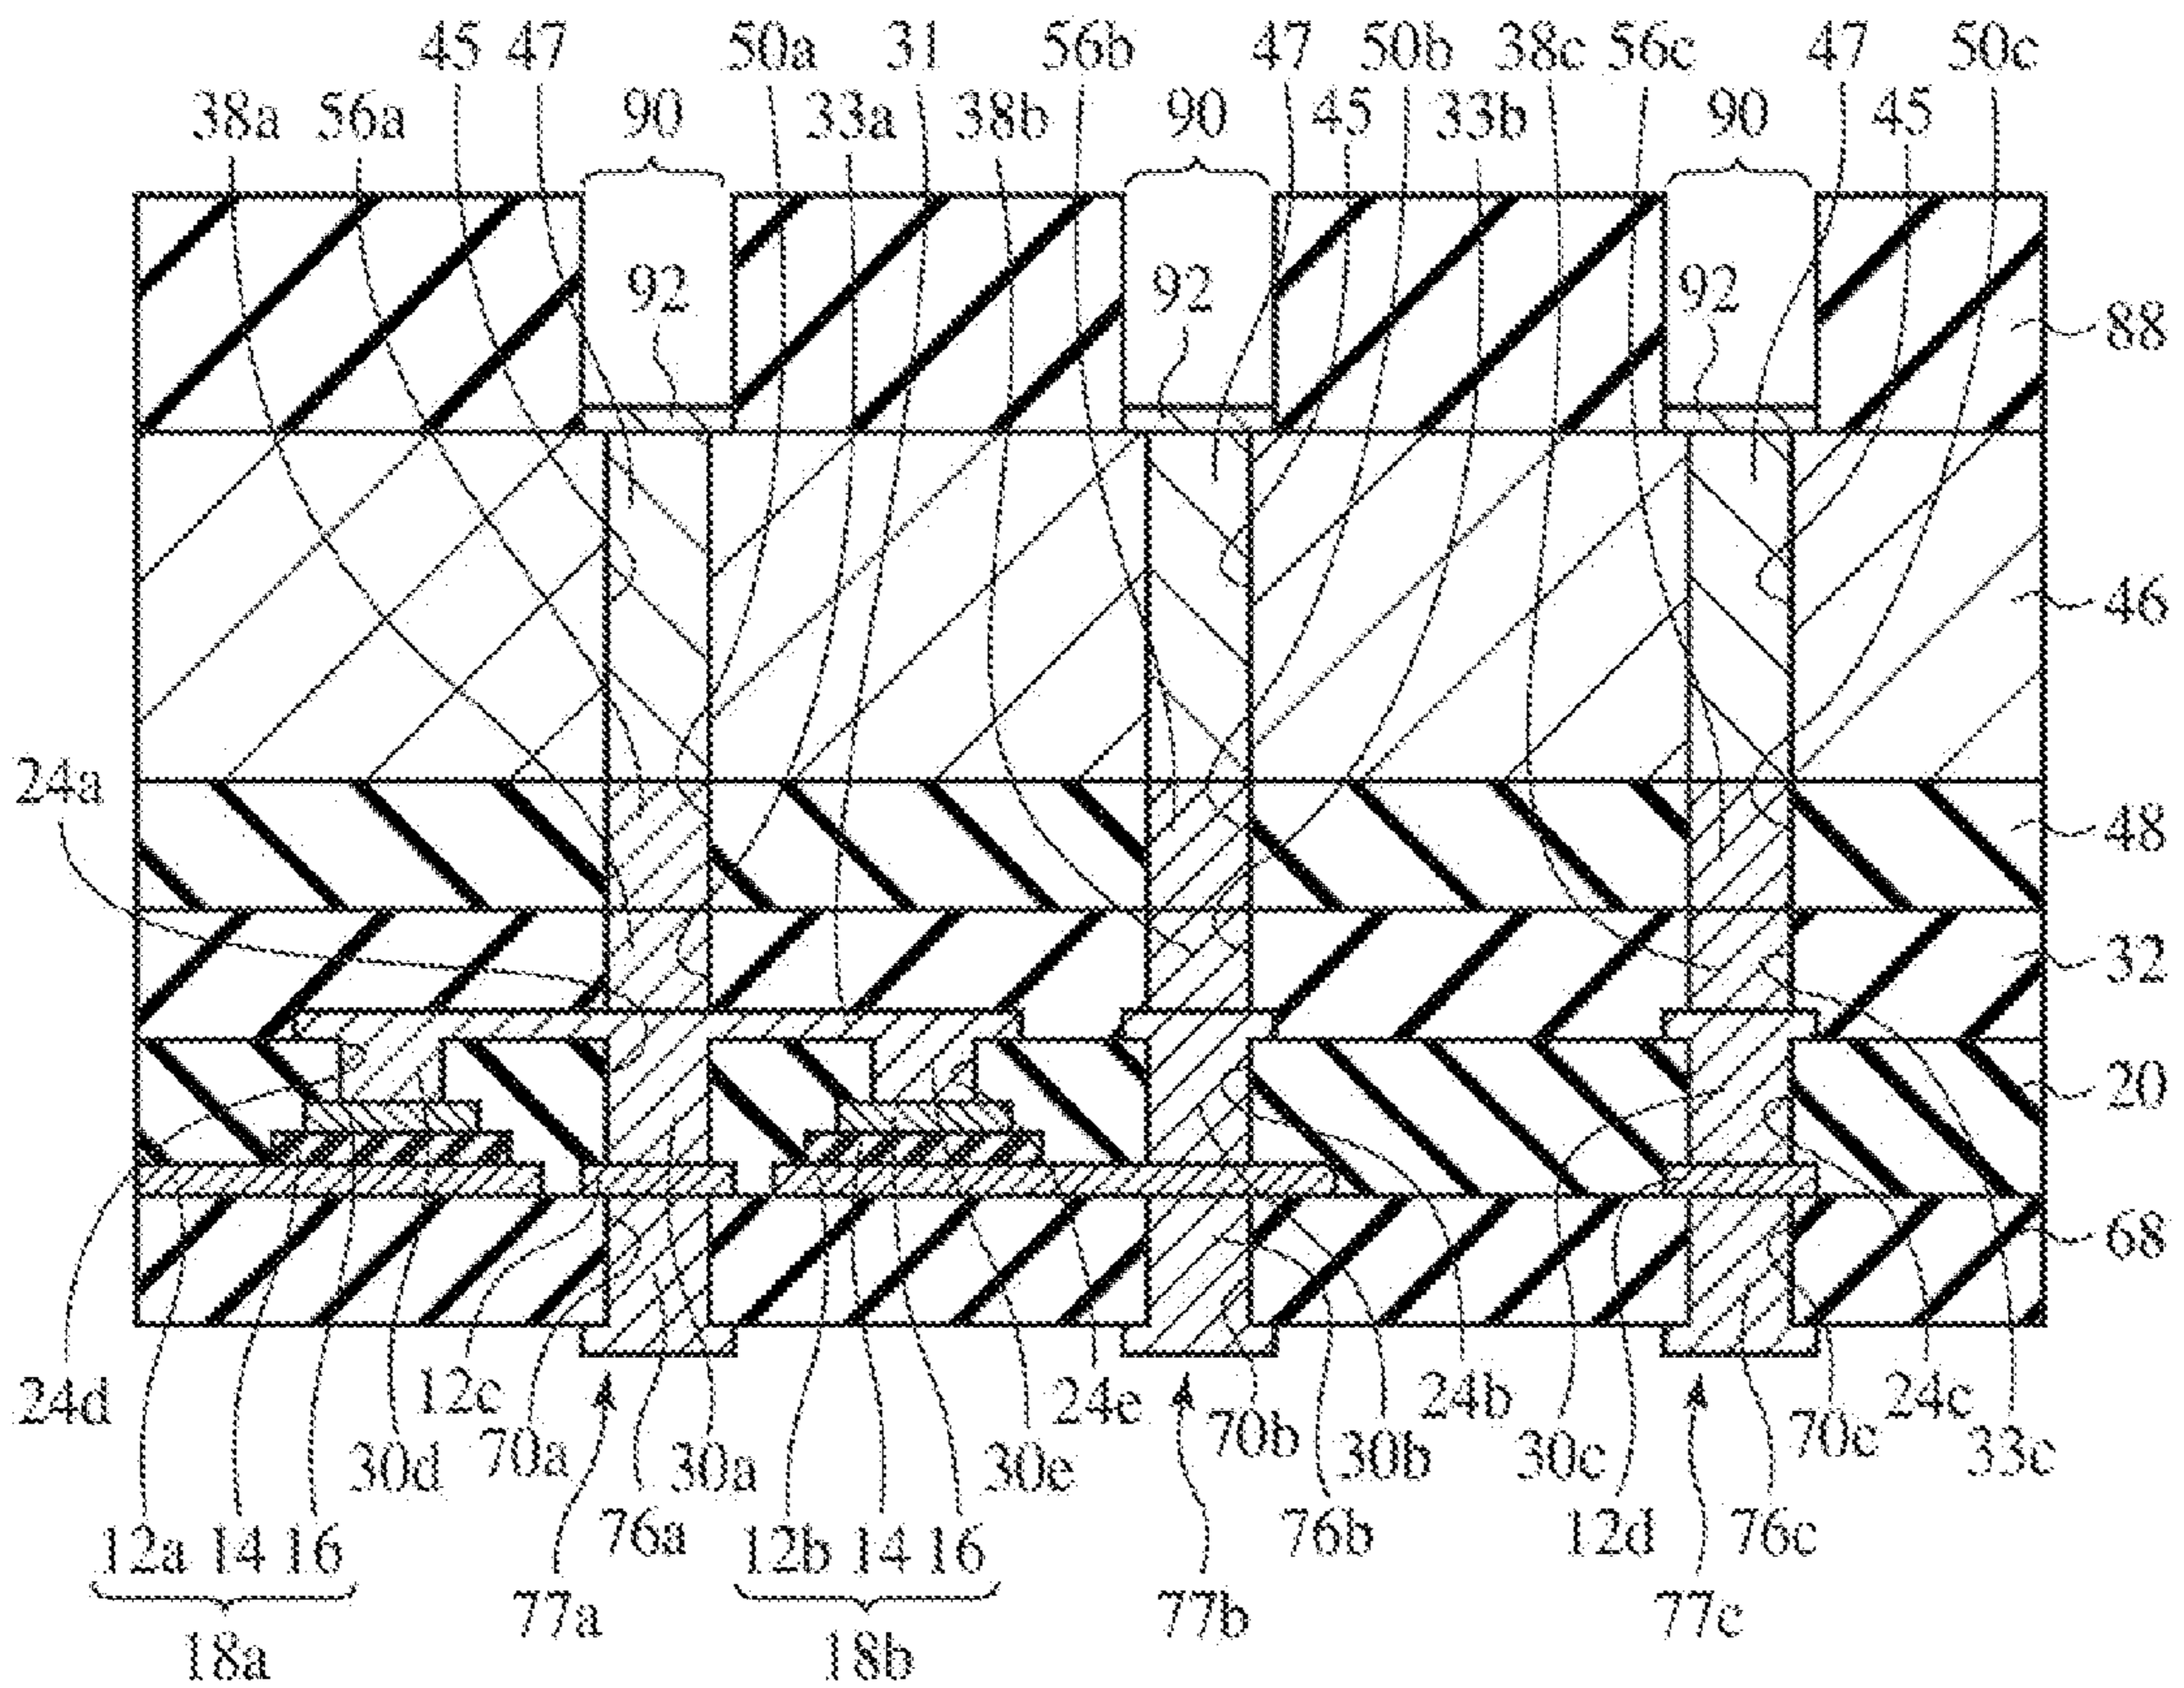 45 47 50a 31 56b 47 50b 38c 56c 47 50c
38a 56a 90 33a 38b 90 45 33b 90 45
92 92 92
88
46
24a 48
32
20
68
24d 12c 24e 24b 24c
70a 30d 30a 30e 70b 30b 30c 70c 33c
12a 14 16 76a 12b 14 16 76b 12d 76c
77a 77b 77c
18a 18b